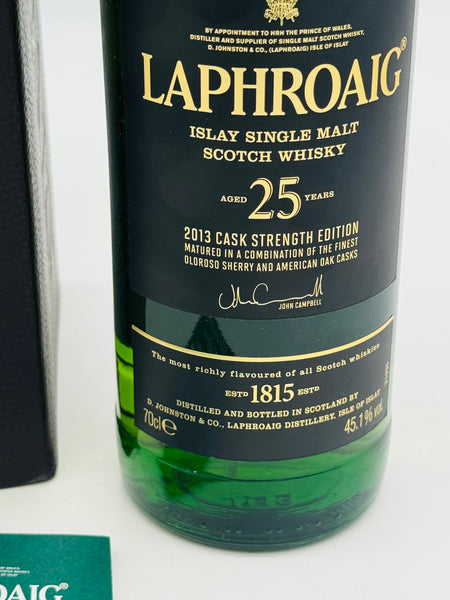 BY APPOINTMENT TO HRH THE PRINCE OF WALES,
DISTILLER AND SUPPLIER OF SINGLE MALT SCOTCH WHISKY,
D. JOHNSTON & CO., (LAPHROAIG) ISLE OF ISLAY
LAPHROAIG®
ISLAY SINGLE MALT
SCOTCH WHISKY
AGED 25 YEARS
2013 CASK STRENGTH EDITION
MATURED IN A COMBINATION OF THE FINEST
OLOROSO SHERRY AND AMERICAN OAK CASKS
JOHN CAMPBELL
The most richly flavoured of all Scotch whiskies
ESTD 1815 ESTD
DISTILLED AND BOTTLED IN SCOTLAND BY
D. JOHNSTON & CO., LAPHROAIG DISTILLERY, ISLE OF ISLAY
70cl e 45.1% vol
ROAIG®